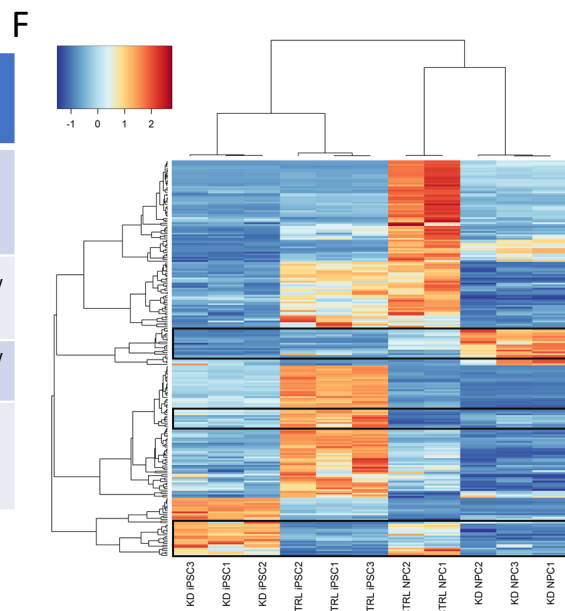 F
-1 0 1 2
KD iPSC3
KD iPSC1
KD iPSC2
TRL iPSC2
TRL iPSC1
TRL iPSC3
TRL NPC2
TRL NPC1
KD NPC2
KD NPC3
KD NPC1